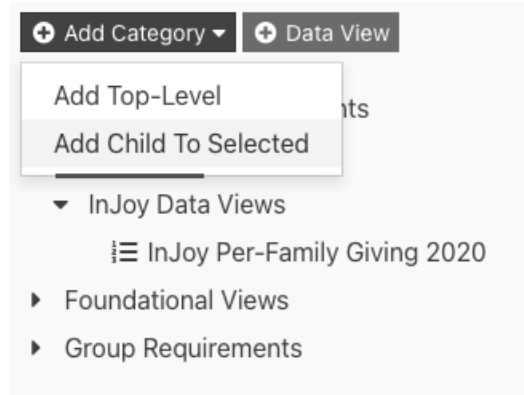 Add Category Data View
Add Top-Level
nts
Add Child To Selected
InJoy Data Views
InJoy Per-Family Giving 2020
Foundational Views
Group Requirements